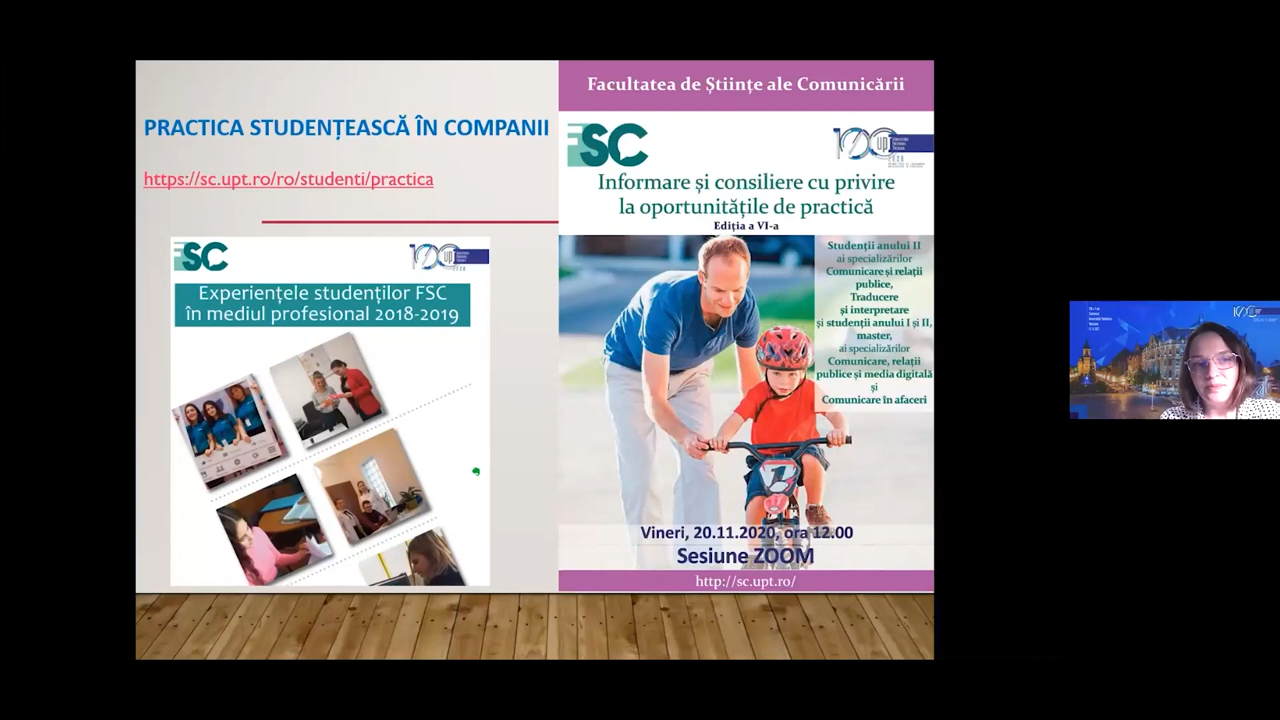 PRACTICA STUDENȚEASCĂ ÎN COMPANII
https://sc.upt.ro/ro/studenti/practica
FSC
100
upt
Experiențele studenților FSC
în mediul profesional 2018-2019
Facultatea de Științe ale Comunicării
FSC
100
upt
Informare și consiliere cu privire
la oportunitățile de practică
Ediția a VI-a
Studenții anului II
ai specializărilor
Comunicare și relații
publice,
Traducere
și interpretare
și studenții anului I și II,
master,
ai specializărilor
Comunicare, relații
publice și media digitală
și
Comunicare în afaceri
Vineri, 20.11.2020, ora 12.00
Sesiune ZOOM
http://sc.upt.ro/